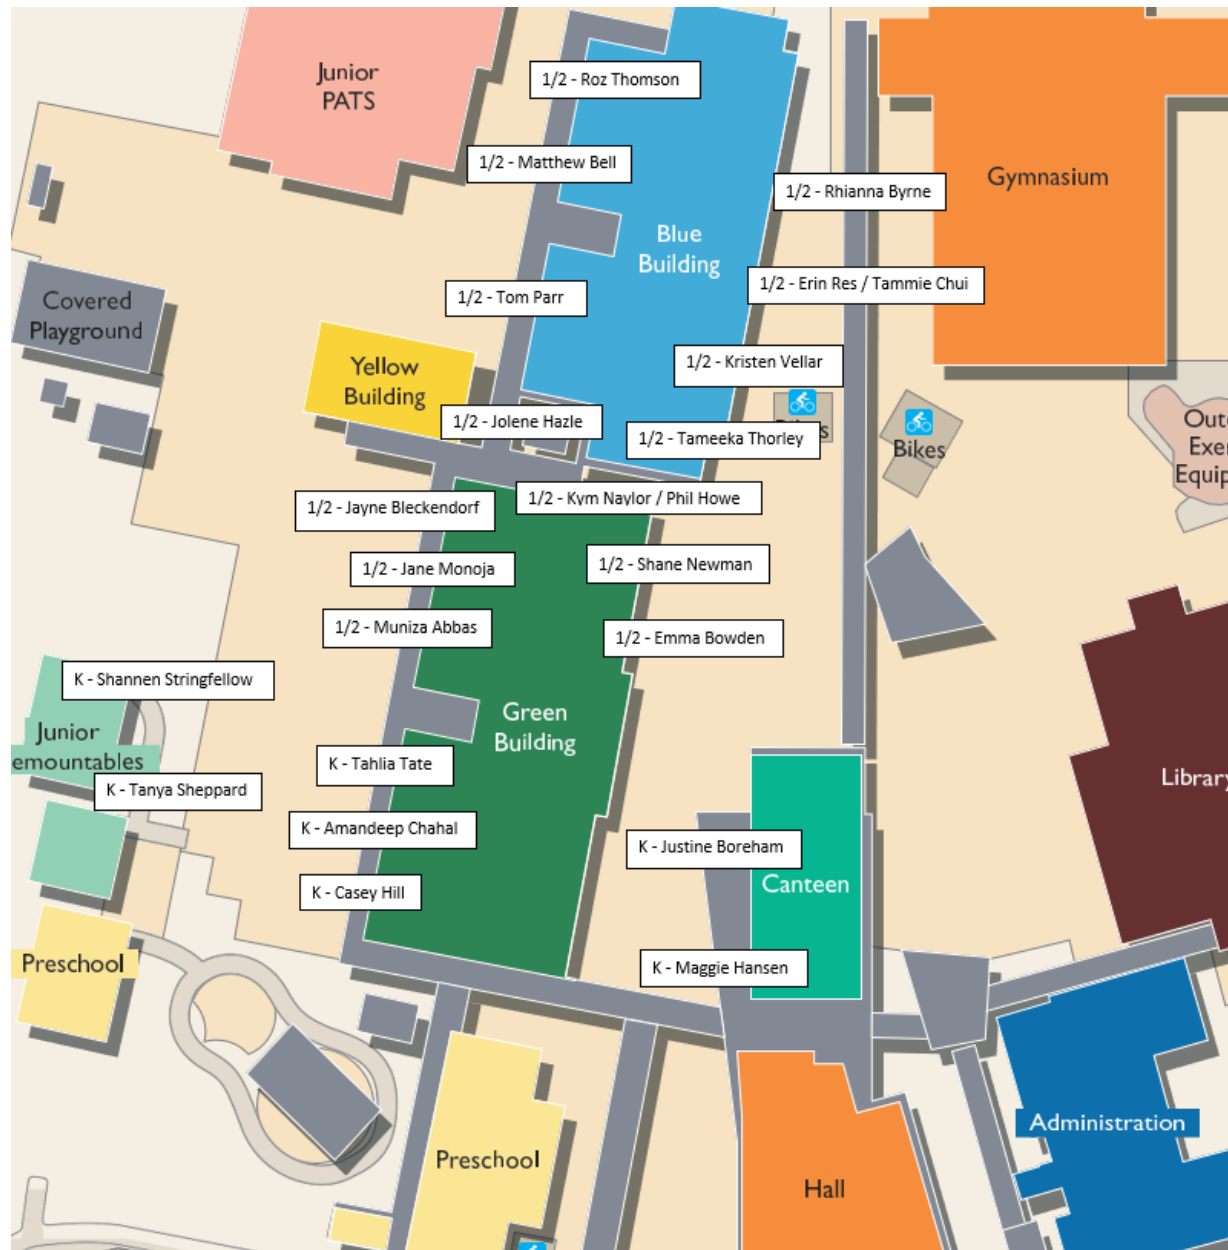 Junior
PATS
1/2 - Roz Thomson
1/2 - Matthew Bell
Gymnasium
1/2 - Rhianna Byrne
Blue
Building
1/2 - Erin Res / Tammie Chui
1/2 - Tom Parr
Covered
Playground
Yellow
Building
1/2 - Kristen Vellar
1/2 - Jolene Hazle
1/2 - Tameeka Thorley
Bikes
1/2 - Kym Naylor / Phil Howe
1/2 - Jayne Bleckendorf
1/2 - Jane Monoja
1/2 - Shane Newman
1/2 - Muniza Abbas
1/2 - Emma Bowden
K - Shannen Stringfellow
Junior
emountables
Green
Building
K - Tahlia Tate
K - Tanya Sheppard
Library
K - Amandeep Chahal
K - Justine Boreham
Canteen
K - Casey Hill
Preschool
K - Maggie Hansen
Administration
Preschool
Hall